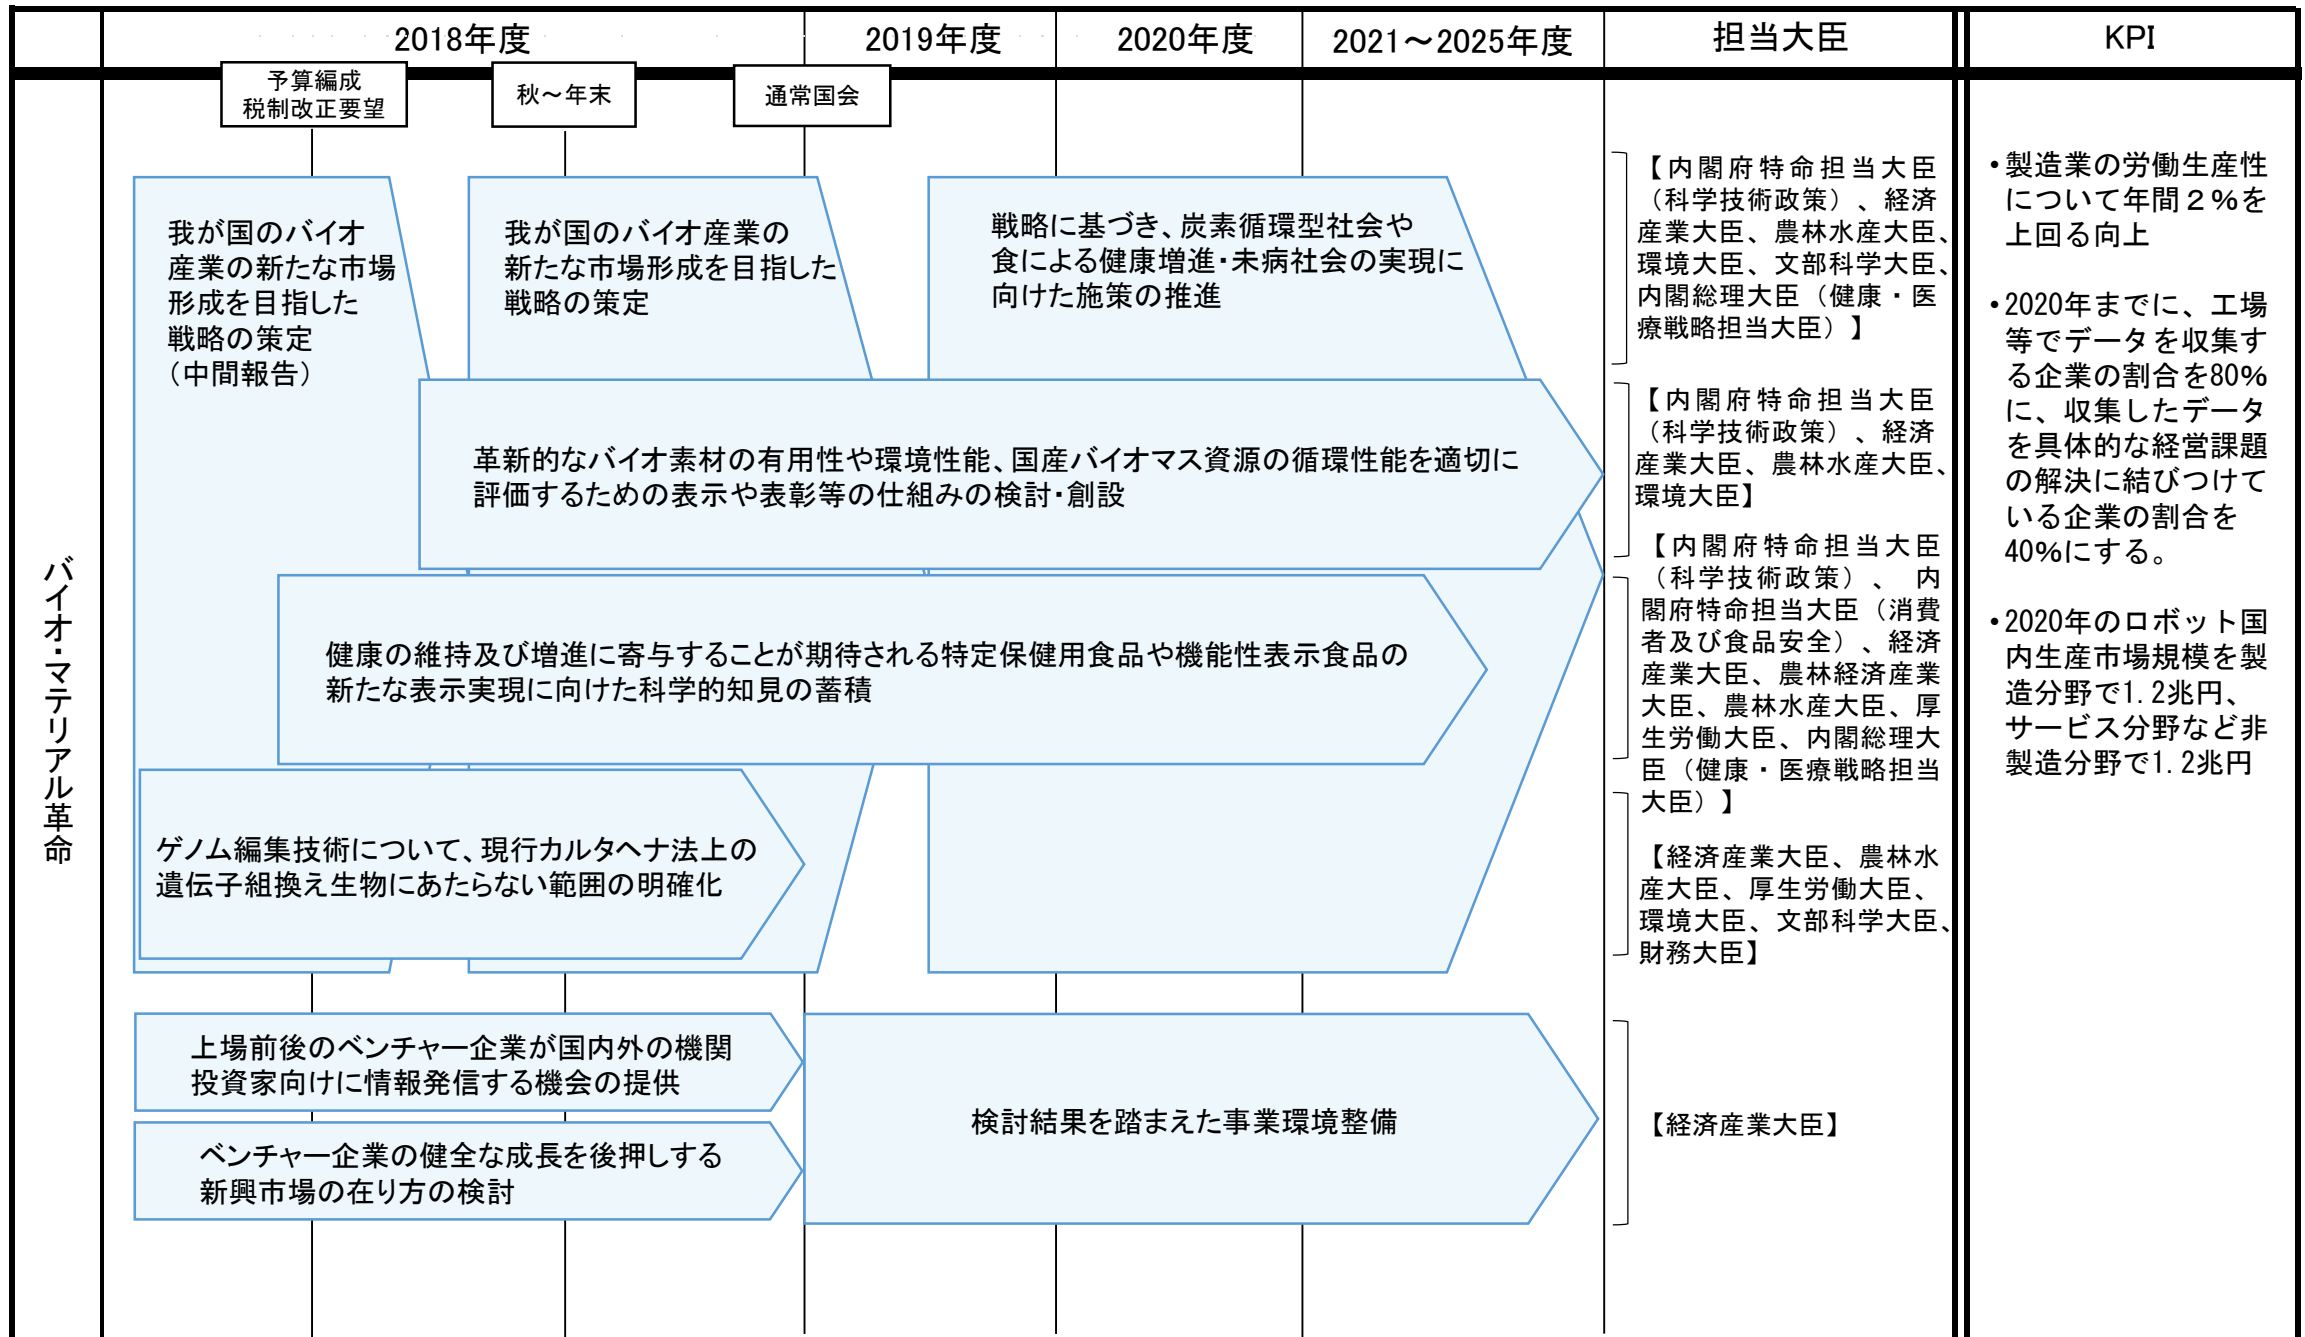 2018年度
2019年度
2020年度
2021～2025年度
担当大臣
KPI
予算編成
税制改正要望
秋～年末
通常国会
バイオ・マテリアル革命
我が国のバイオ
産業の新たな市場
形成を目指した
戦略の策定
（中間報告）
我が国のバイオ産業の
新たな市場形成を目指した
戦略の策定
戦略に基づき、炭素循環型社会や
食による健康増進・未病社会の実現に
向けた施策の推進
革新的なバイオ素材の有用性や環境性能、国産バイオマス資源の循環性能を適切に
評価するための表示や表彰等の仕組みの検討・創設
健康の維持及び増進に寄与することが期待される特定保健用食品や機能性表示食品の
新たな表示実現に向けた科学的知見の蓄積
ゲノム編集技術について、現行カルタヘナ法上の
遺伝子組換え生物にあたらない範囲の明確化
上場前後のベンチャー企業が国内外の機関
投資家向けに情報発信する機会の提供
ベンチャー企業の健全な成長を後押しする
新興市場の在り方の検討
検討結果を踏まえた事業環境整備
【内閣府特命担当大臣
（科学技術政策）、経済
産業大臣、農林水産大臣、
環境大臣、文部科学大臣、
内閣総理大臣（健康・医
療戦略担当大臣）】
【内閣府特命担当大臣
（科学技術政策）、経済
産業大臣、農林水産大臣、
環境大臣】
【内閣府特命担当大臣
（科学技術政策）、 内
閣府特命担当大臣（消費
者及び食品安全）、経済
産業大臣、農林経済産業
大臣、農林水産大臣、厚
生労働大臣、内閣総理大
臣（健康・医療戦略担当
大臣）】
【経済産業大臣、農林水
産大臣、厚生労働大臣、
環境大臣、文部科学大臣、
財務大臣】
【経済産業大臣】
・製造業の労働生産性
について年間２％を
上回る向上
・2020年までに、工場
等でデータを収集す
る企業の割合を80％
に、収集したデータ
を具体的な経営課題
の解決に結びつけて
いる企業の割合を
40％にする。
・2020年のロボット国
内生産市場規模を製
造分野で1.2兆円、
サービス分野など非
製造分野で1.2兆円